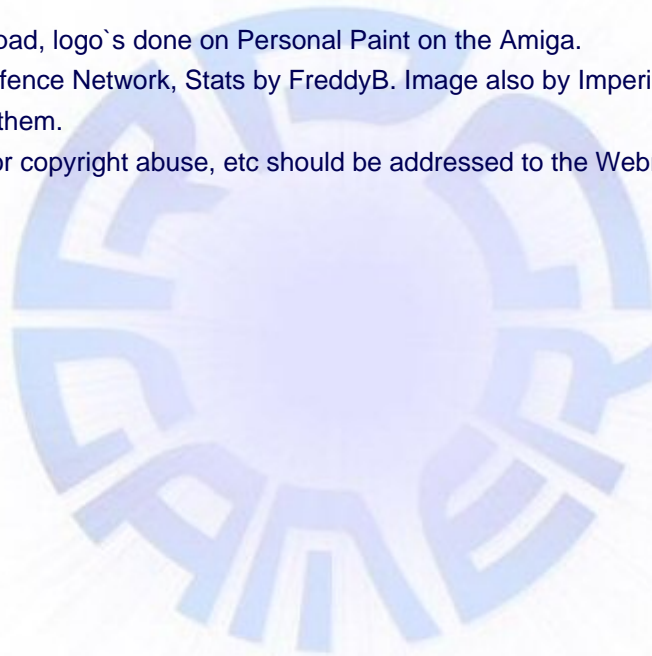 oad, logo`s done on Personal Paint on the Amiga.
fence Network, Stats by FreddyB. Image also by Imperi
them.
or copyright abuse, etc should be addressed to the Web